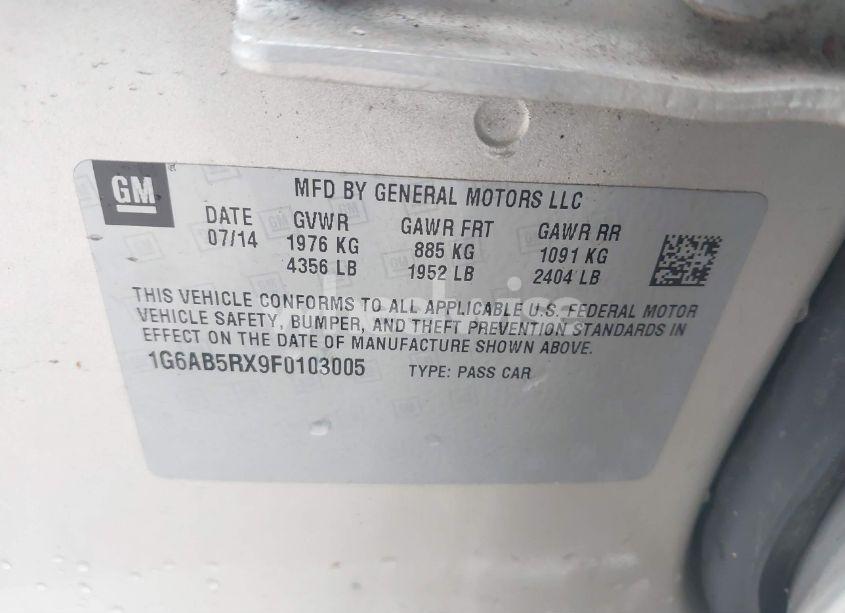 GM
MFD BY GENERAL MOTORS LLC
DATE GVWR GAWR FRT GAWR RR
07/14 1976 KG 885 KG 1091 KG
4356 LB 1952 LB 2404 LB
THIS VEHICLE CONFORMS TO ALL APPLICABLE U.S. FEDERAL MOTOR
VEHICLE SAFETY, BUMPER, AND THEFT PREVENTION STANDARDS IN
EFFECT ON THE DATE OF MANUFACTURE SHOWN ABOVE.
1G6AB5RX9F0103005 TYPE: PASS CAR